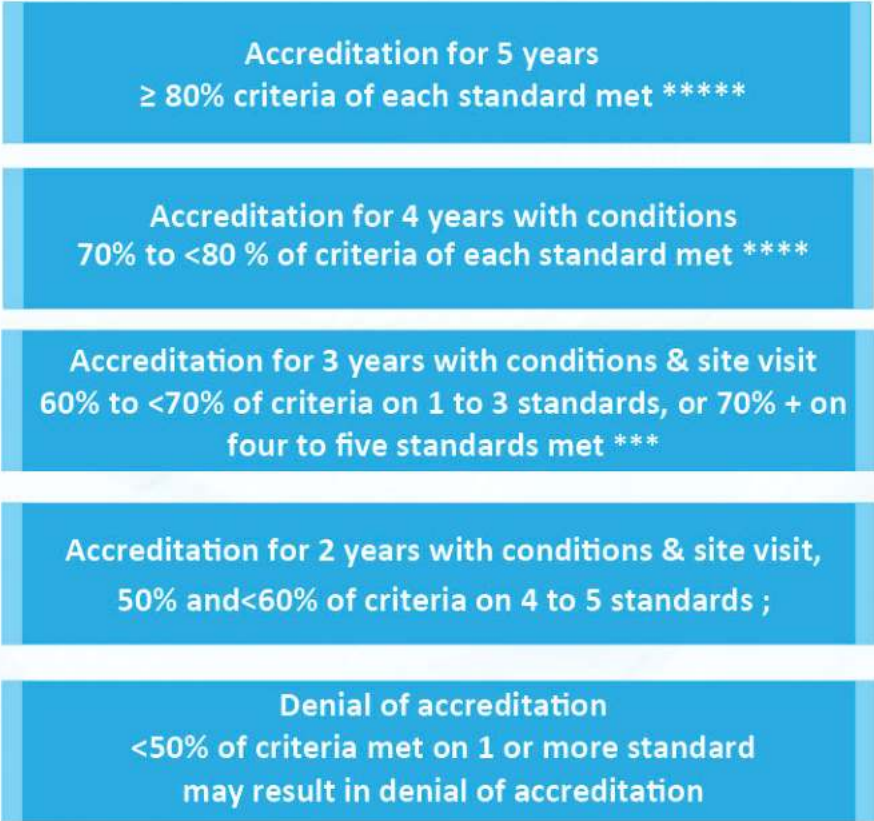 Accreditation for 5 years
≥ 80% criteria of each standard met *****
Accreditation for 4 years with conditions
70% to <80 % of criteria of each standard met ****
Accreditation for 3 years with conditions & site visit
60% to <70% of criteria on 1 to 3 standards, or 70% + on
four to five standards met ***
Accreditation for 2 years with conditions & site visit,
50% and<60% of criteria on 4 to 5 standards ;
Denial of accreditation
<50% of criteria met on 1 or more standard
may result in denial of accreditation